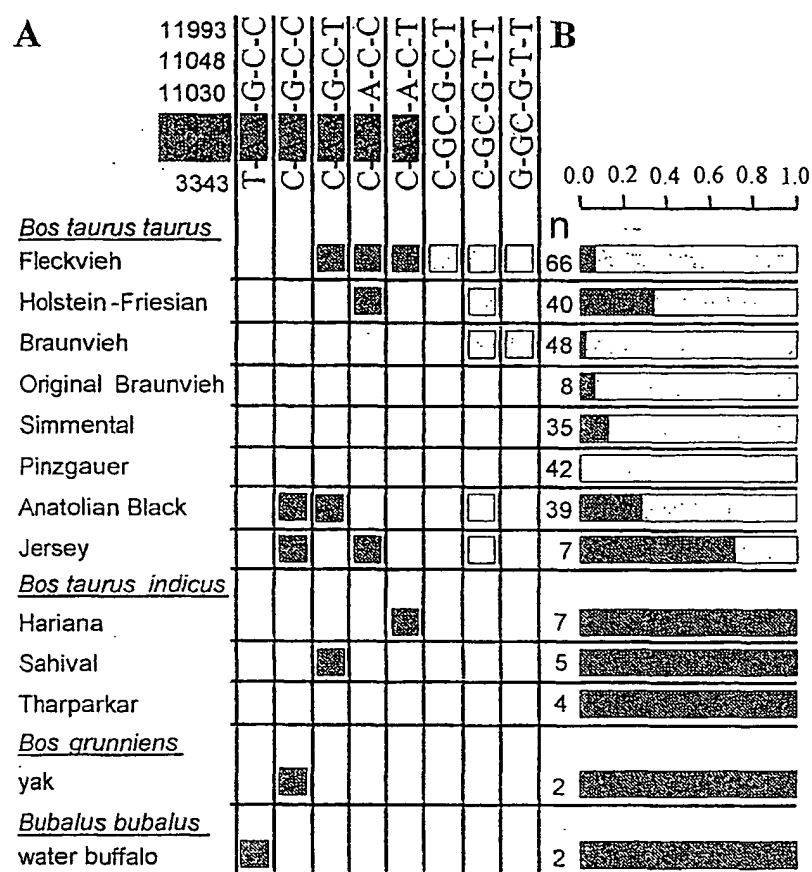 A
B
11993
11048
11030
3343
T- -G-C-C
C- -G-C-C
C- -G-C-T
C- -A-C-C
C- -A-C-T
C-GC-G-C-T
C-GC-G-T-T
G-GC-G-T-T
0.0 0.2 0.4 0.6 0.8 1.0
n
Bos taurus taurus
Fleckvieh 66
Holstein-Friesian 40
Braunvieh 48
Original Braunvieh 8
Simmental 35
Pinzgauer 42
Anatolian Black 39
Jersey 7
Bos taurus indicus
Hariana 7
Sahival 5
Tharparkar 4
Bos grunniens
yak 2
Bubalus bubalus
water buffalo 2